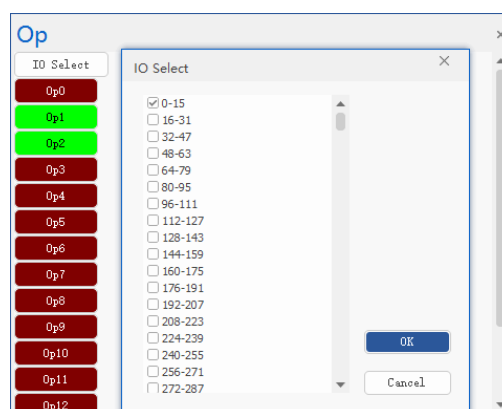 Op
IO Select
Op0
Op1
Op2
Op3
Op4
Op5
Op6
Op7
Op8
Op9
Op10
Op11
Op12
IO Select
0-15
16-31
32-47
48-63
64-79
80-95
96-111
112-127
128-143
144-159
160-175
176-191
192-207
208-223
224-239
240-255
256-271
272-287
OK
Cancel